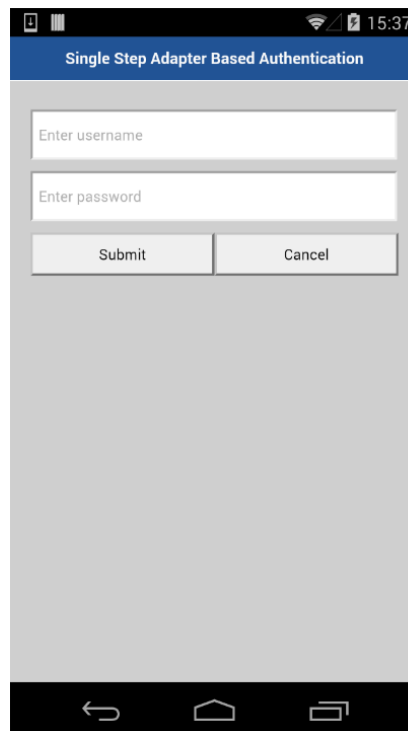 15:37
Single Step Adapter Based Authentication
Enter username
Enter password
Submit Cancel